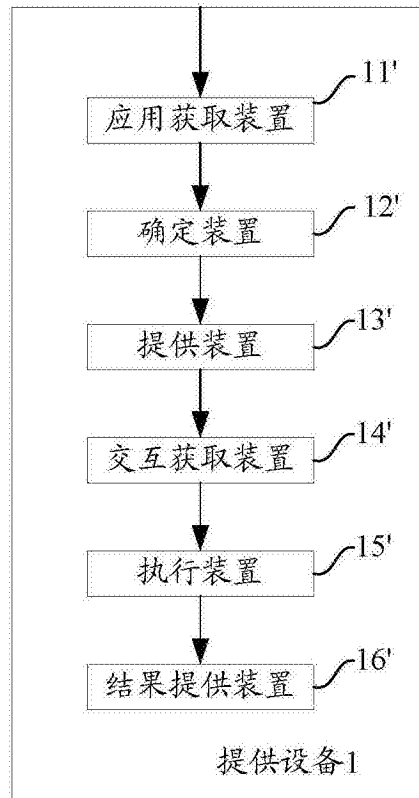 11'
应用获取装置
12'
确定装置
13'
提供装置
14'
交互获取装置
15'
执行装置
16'
结果提供装置
提供设备1